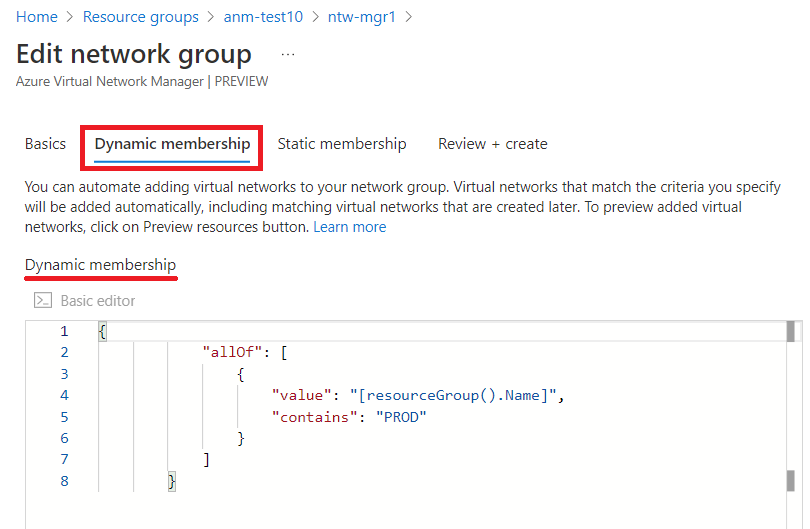 Home > Resource groups > anm-test10 > ntw-mgr1 >
Edit network group ...
Azure Virtual Network Manager | PREVIEW
Basics Dynamic membership Static membership Review + create
You can automate adding virtual networks to your network group. Virtual networks that match the criteria you specify
will be added automatically, including matching virtual networks that are created later. To preview added virtual
networks, click on Preview resources button. Learn more
Dynamic membership
Basic editor
1 {
2 "allOf": [
3 {
4 "value": "[resourceGroup().Name]",
5 "contains": "PROD"
6 }
7 ]
8 }